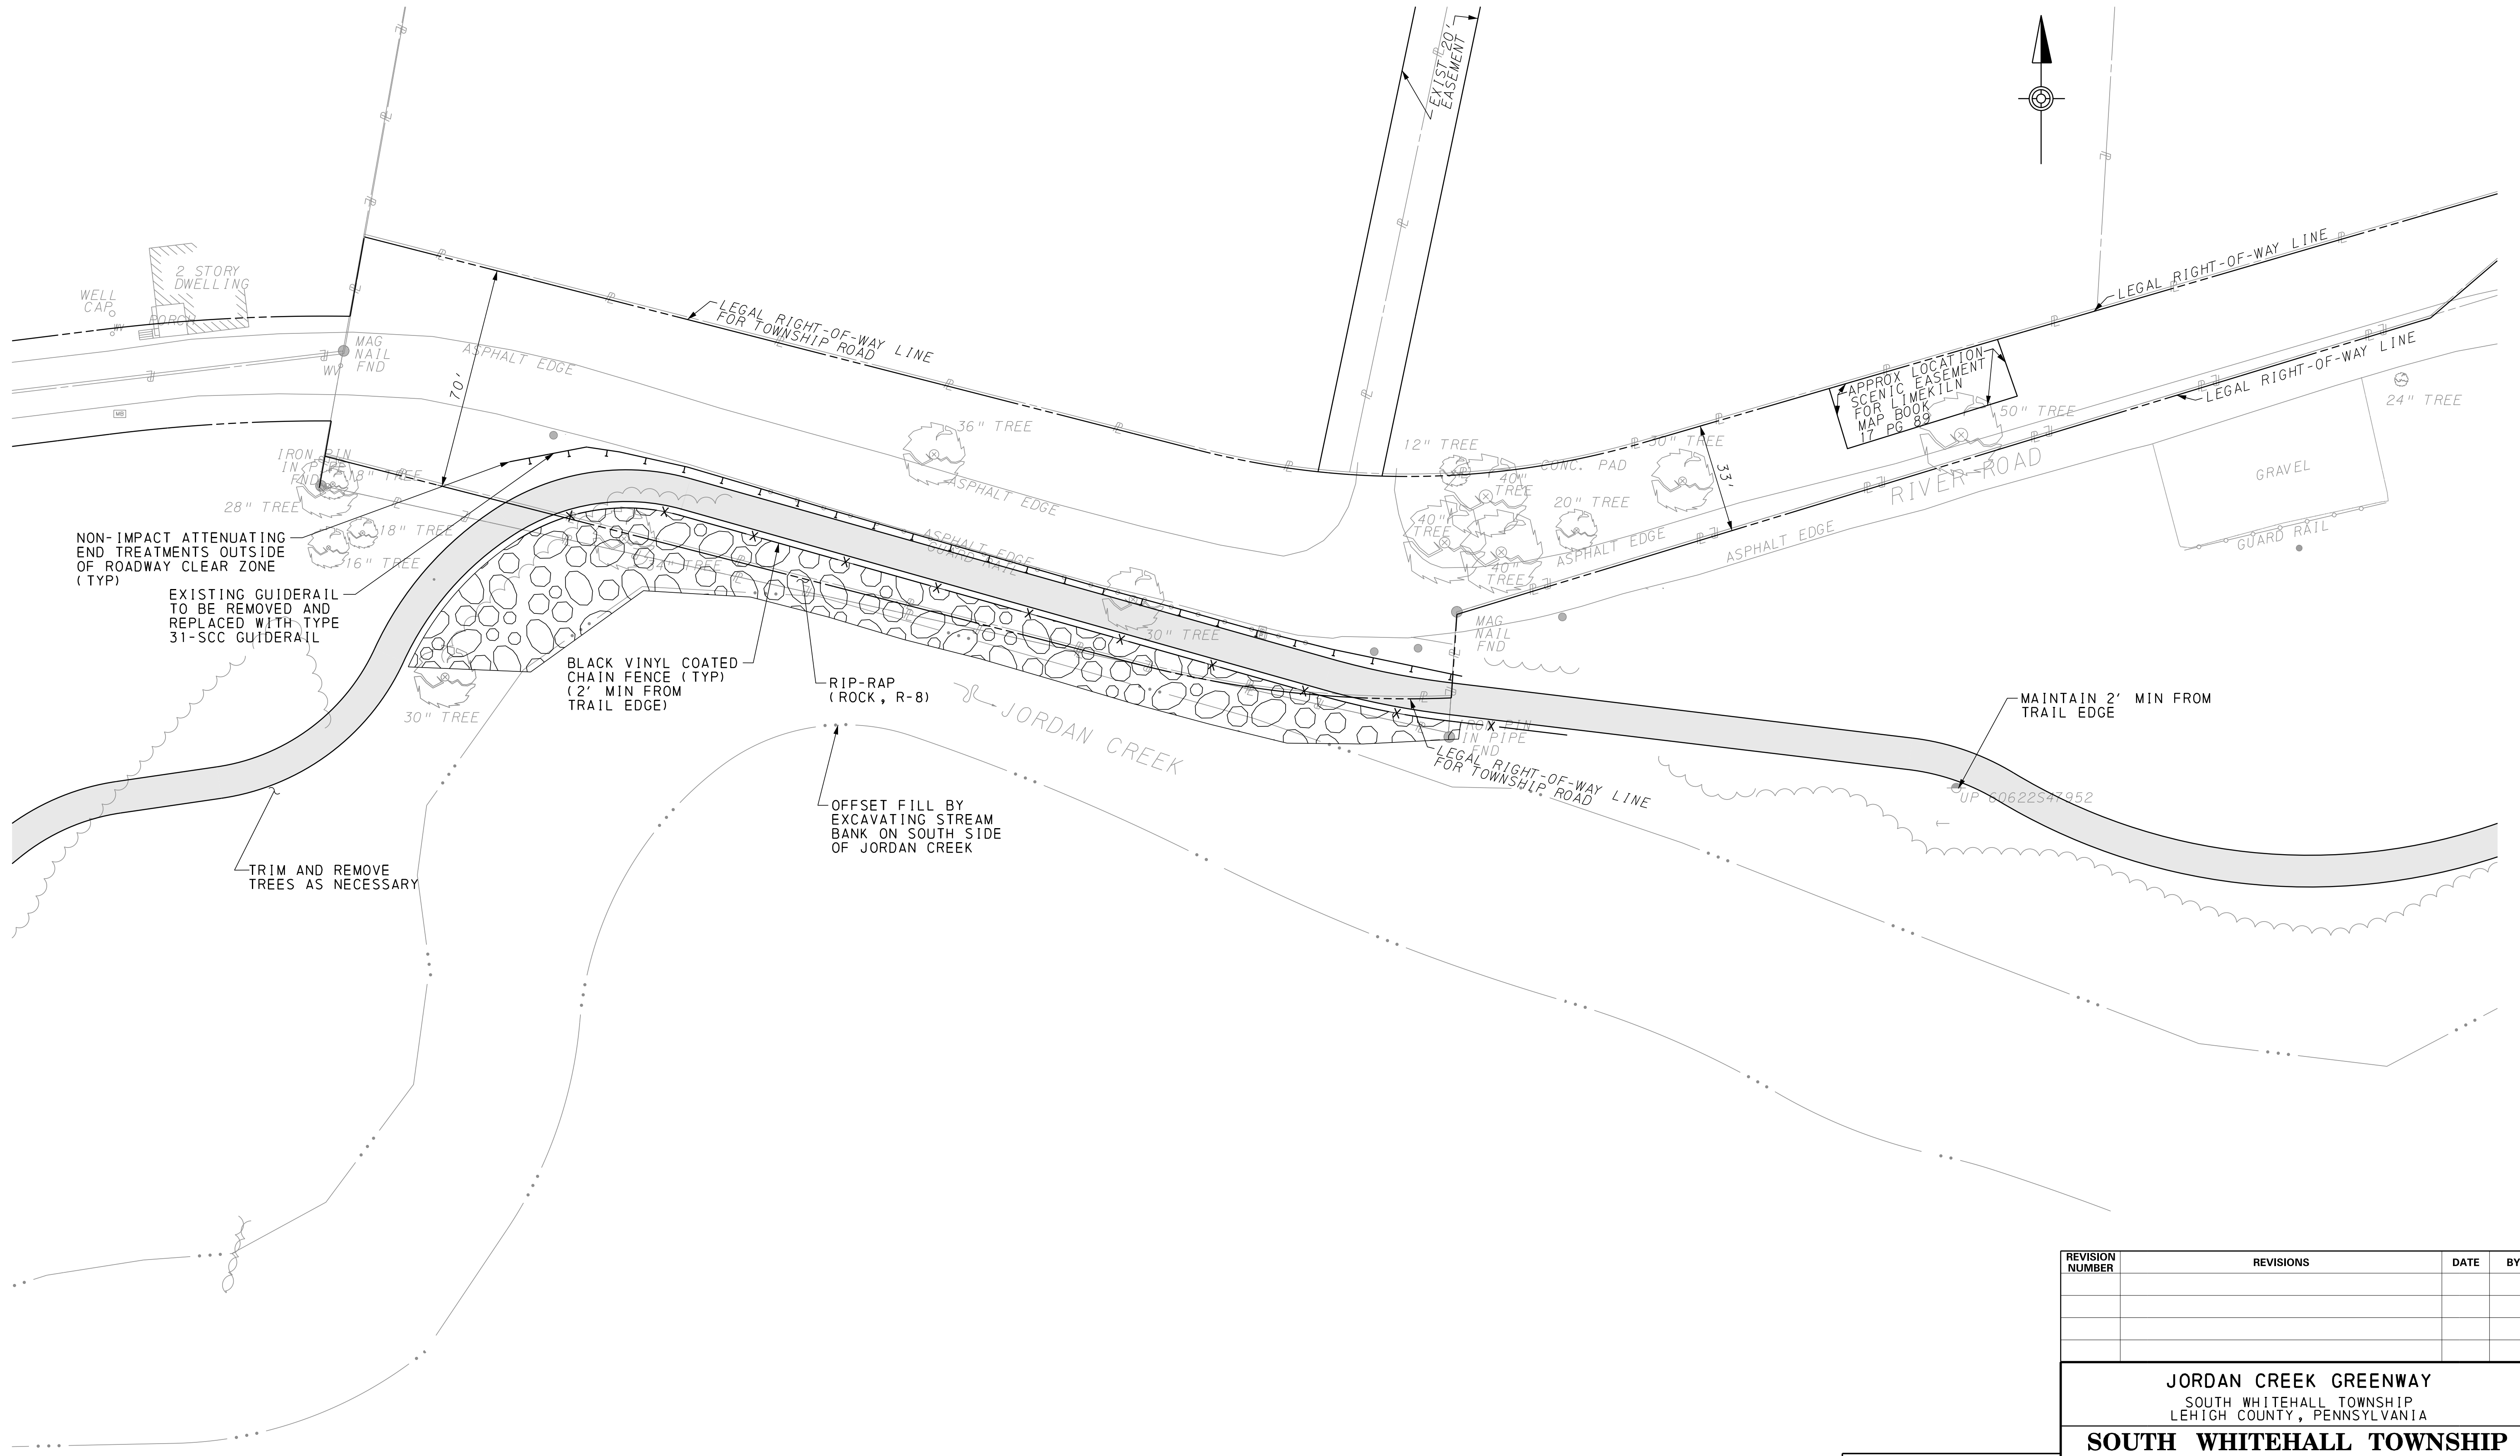 EXIST 20'
EASEMENT
LEGAL RIGHT-OF-WAY LINE
2 STORY
DWELLING
WELL
CAP
WV
PORCH
MAG
NAIL
FND
WV
ASPHALT EDGE
70'
LEGAL RIGHT-OF-WAY LINE
FOR TOWNSHIP ROAD
MB
APPROX LOCATION
SCENIC EASEMENT
FOR LIMEKILN
MAP BOOK
17 PG 89
LEGAL RIGHT-OF-WAY LINE
24" TREE
50" TREE
36" TREE
12" TREE
30" TREE
CONC. PAD
33'
40"
TREE
20" TREE
40"
TREE
40"
TREE
RIVER ROAD
GRAVEL
GUARD RAIL
IRON PIN
IN PIPE
FND
18" TREE
28" TREE
18" TREE
16" TREE
ASPHALT EDGE
ASPHALT EDGE
GUARD RAIL
ASPHALT EDGE
ASPHALT EDGE
NON-IMPACT ATTENUATING
END TREATMENTS OUTSIDE
OF ROADWAY CLEAR ZONE
(TYP)
EXISTING GUIDERAIL
TO BE REMOVED AND
REPLACED WITH TYPE
31-SCC GUIDERAIL
30" TREE
MAG
NAIL
FND
30" TREE
BLACK VINYL COATED
CHAIN FENCE (TYP)
(2' MIN FROM
TRAIL EDGE)
RIP-RAP
(ROCK, R-8)
JORDAN CREEK
IRON PIN
IN PIPE
FND
LEGAL RIGHT-OF-WAY LINE
FOR TOWNSHIP ROAD
MAINTAIN 2' MIN FROM
TRAIL EDGE
UP 60622S47952
OFFSET FILL BY
EXCAVATING STREAM
BANK ON SOUTH SIDE
OF JORDAN CREEK
TRIM AND REMOVE
TREES AS NECESSARY
REVISION
NUMBER
REVISIONS
DATE
BY
JORDAN CREEK GREENWAY
SOUTH WHITEHALL TOWNSHIP
LEHIGH COUNTY, PENNSYLVANIA
SOUTH WHITEHALL TOWNSHIP